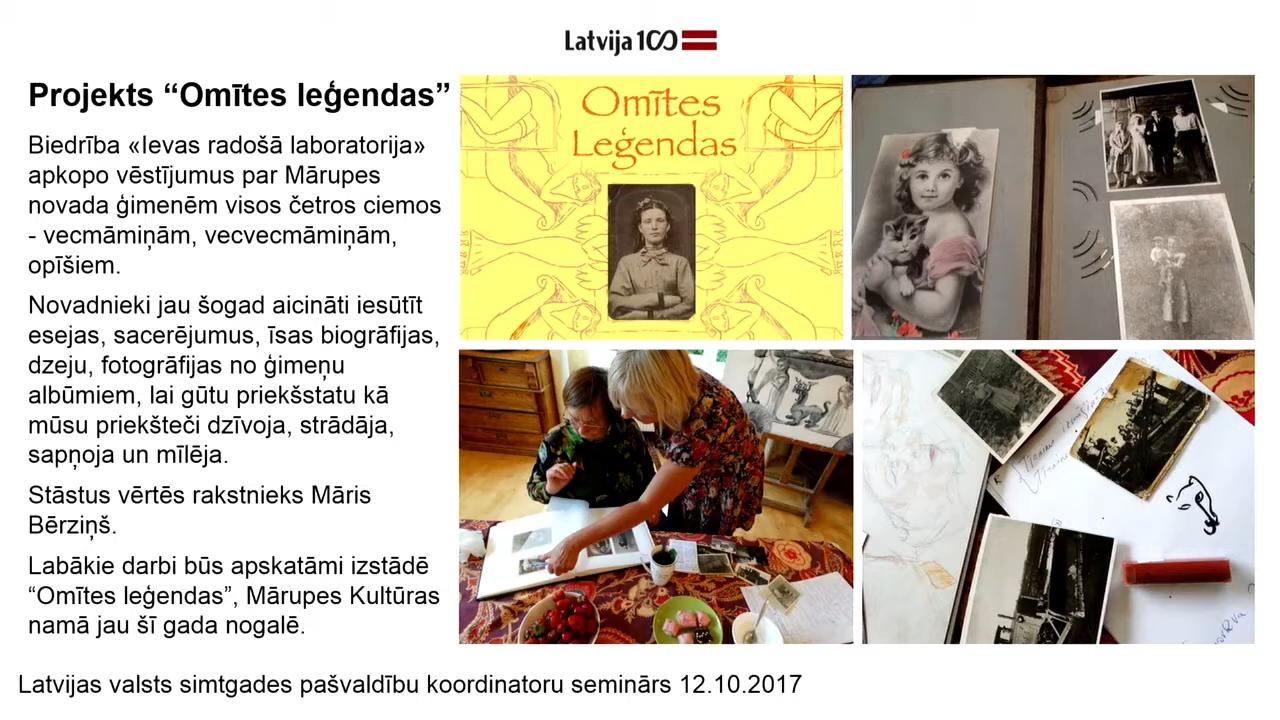 Latvija 100
Projekts “Omītes leģendas”
Biedrība «Ievas radošā laboratorija»
apkopo vēstījumus par Mārupes
novada ģimenēm visos četros ciemos
- vecmāmiņām, vecvecmāmiņām,
opīšiem.
Novadnieki jau šogad aicināti iesūtīt
esejas, sacerējumus, īsas biogrāfijas,
dzeju, fotogrāfijas no ģimeņu
albūmiem, lai gūtu priekšstatu kā
mūsu priekšteči dzīvoja, strādāja,
sapņoja un mīlēja.
Stāstus vērtēs rakstnieks Māris
Bērziņš.
Labākie darbi būs apskatāmi izstādē
“Omītes leģendas”, Mārupes Kultūras
namā jau šī gada nogalē.
Omītes
Leģendas
Latvijas valsts simtgades pašvaldību koordinatoru seminārs 12.10.2017